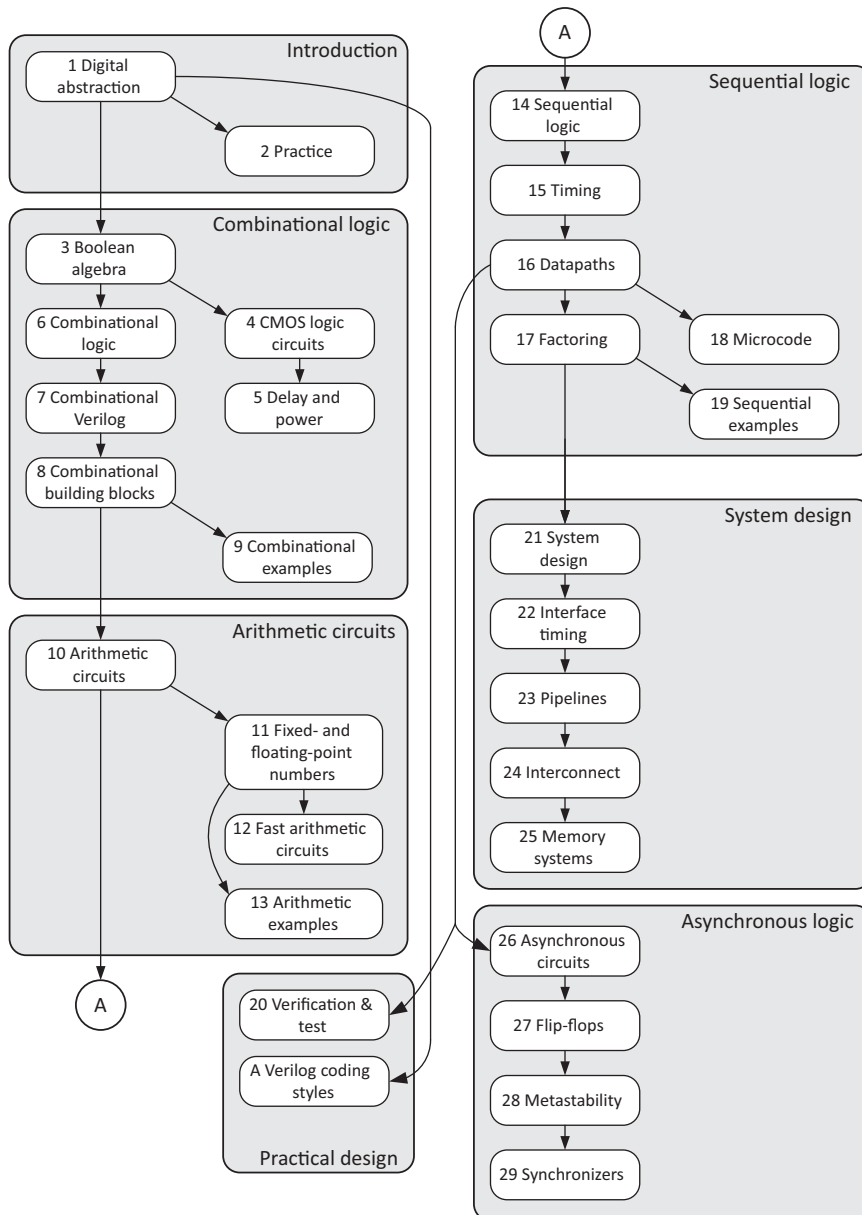 Introduction
1 Digital
abstraction
2 Practice
Combinational logic
3 Boolean
algebra
6 Combinational
logic
4 CMOS logic
circuits
7 Combinational
Verilog
5 Delay and
power
8 Combinational
building blocks
9 Combinational
examples
Arithmetic circuits
10 Arithmetic
circuits
11 Fixed- and
floating-point
numbers
12 Fast arithmetic
circuits
13 Arithmetic
examples
A
20 Verification &
test
A Verilog coding
styles
Practical design
A
Sequential logic
14 Sequential
logic
15 Timing
16 Datapaths
17 Factoring
18 Microcode
19 Sequential
examples
System design
21 System
design
22 Interface
timing
23 Pipelines
24 Interconnect
25 Memory
systems
Asynchronous logic
26 Asynchronous
circuits
27 Flip-flops
28 Metastability
29 Synchronizers